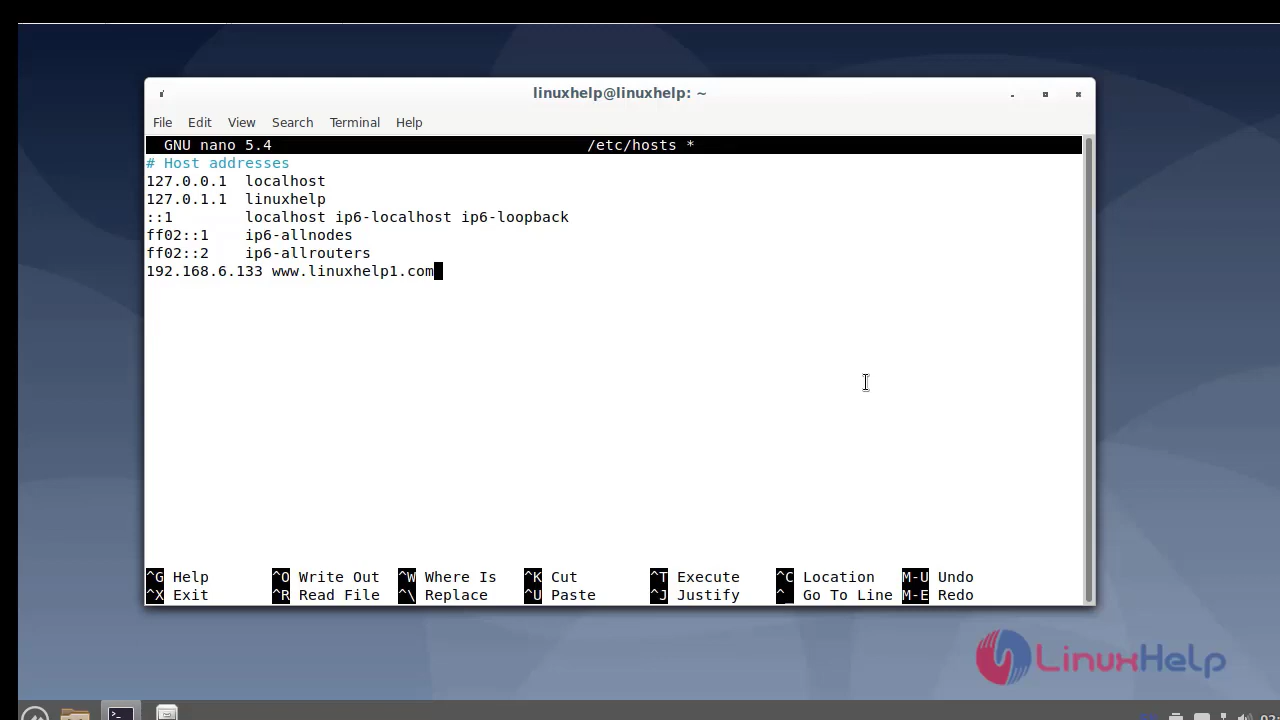 linuxhelp@linuxhelp: ~
File Edit View Search Terminal Help
GNU nano 5.4 /etc/hosts *
# Host addresses
127.0.0.1 localhost
127.0.1.1 linuxhelp
::1 localhost ip6-localhost ip6-loopback
ff02::1 ip6-allnodes
ff02::2 ip6-allrouters
192.168.6.133 www.linuxhelp1.com
^G Help ^O Write Out ^W Where Is ^K Cut ^T Execute ^C Location M-U Undo
^X Exit ^R Read File ^\ Replace ^U Paste ^J Justify ^_ Go To Line M-E Redo
LinuxHelp